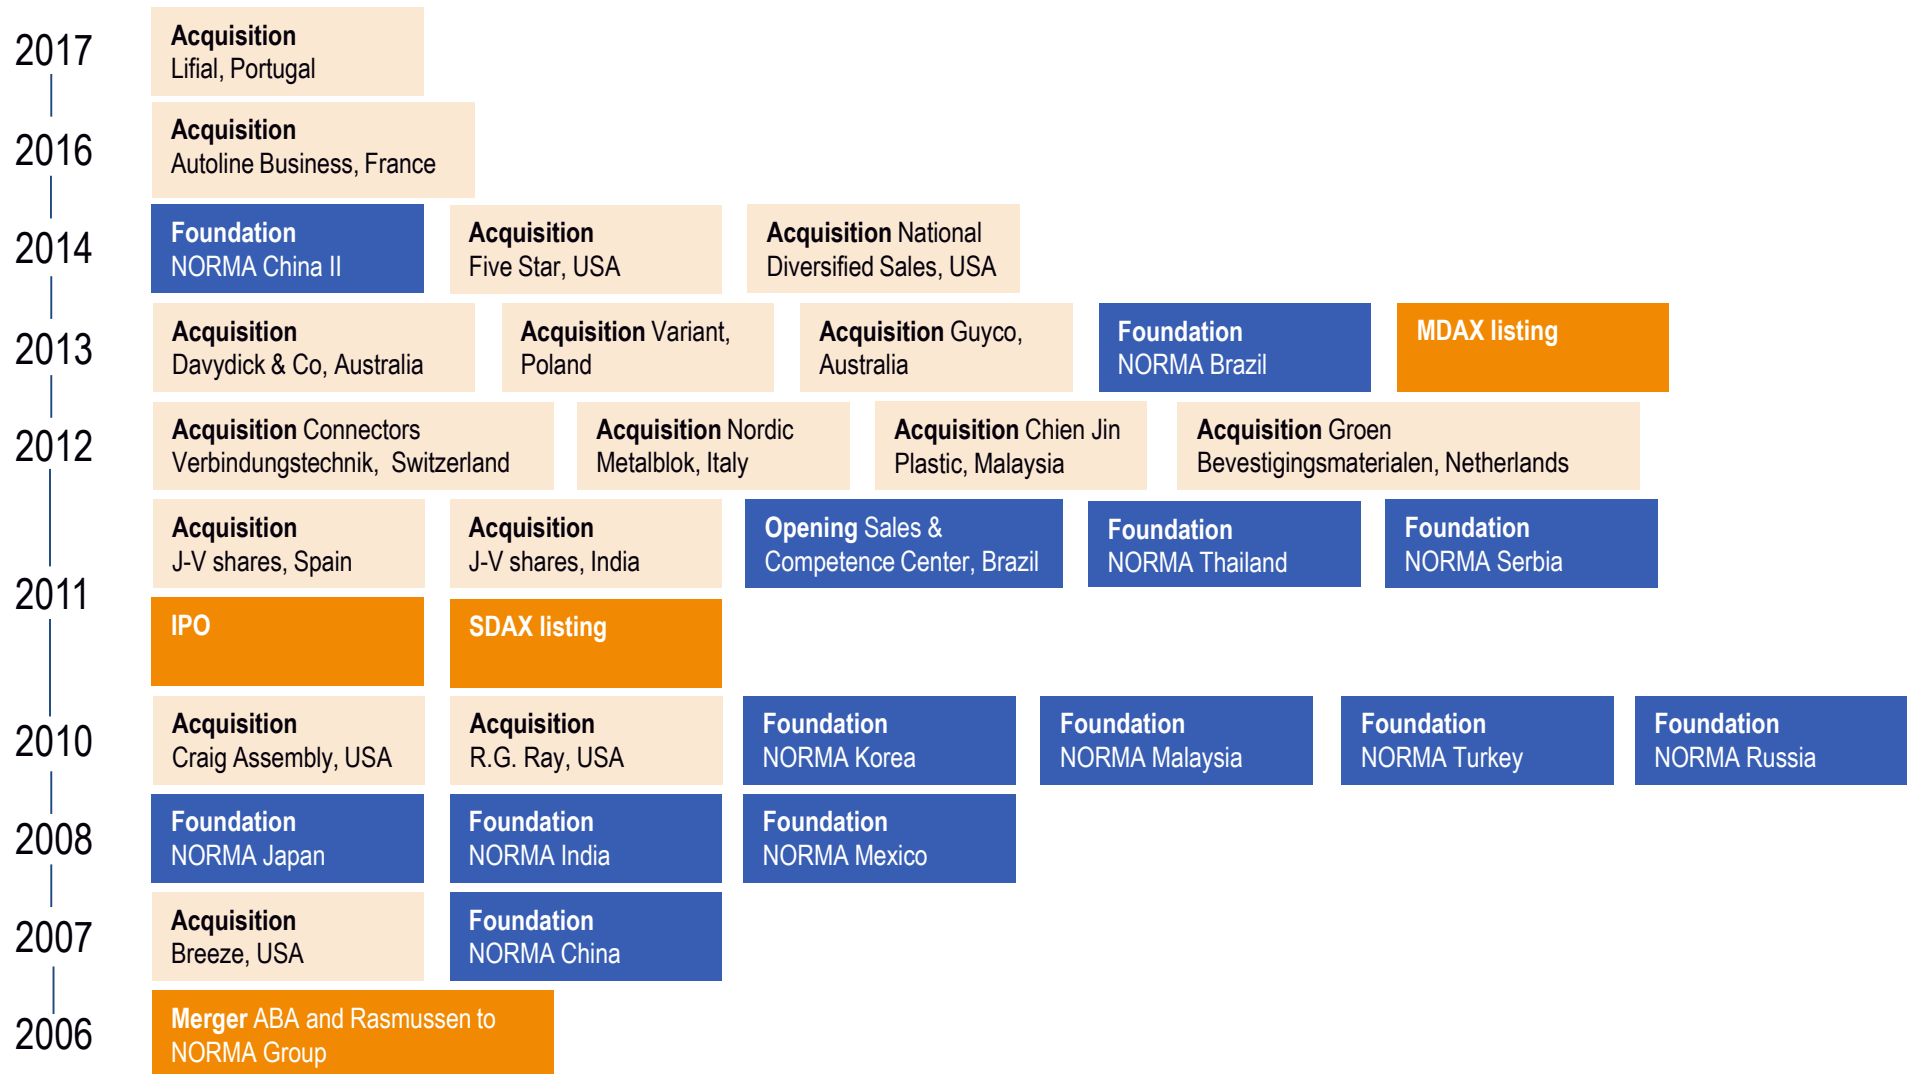 2017
Acquisition
Lifial, Portugal
2016
Acquisition
Autoline Business, France
2014
Foundation
NORMA China II
Acquisition
Five Star, USA
Acquisition National
Diversified Sales, USA
2013
Acquisition
Davydick & Co, Australia
Acquisition Variant,
Poland
Acquisition Guyco,
Australia
Foundation
NORMA Brazil
MDAX listing
2012
Acquisition Connectors
Verbindungstechnik, Switzerland
Acquisition Nordic
Metalblok, Italy
Acquisition Chien Jin
Plastic, Malaysia
Acquisition Groen
Bevestigingsmaterialen, Netherlands
2011
Acquisition
J-V shares, Spain
Acquisition
J-V shares, India
Opening Sales &
Competence Center, Brazil
Foundation
NORMA Thailand
Foundation
NORMA Serbia
IPO
SDAX listing
2010
Acquisition
Craig Assembly, USA
Acquisition
R.G. Ray, USA
Foundation
NORMA Korea
Foundation
NORMA Malaysia
Foundation
NORMA Turkey
Foundation
NORMA Russia
2008
Foundation
NORMA Japan
Foundation
NORMA India
Foundation
NORMA Mexico
2007
Acquisition
Breeze, USA
Foundation
NORMA China
2006
Merger ABA and Rasmussen to
NORMA Group